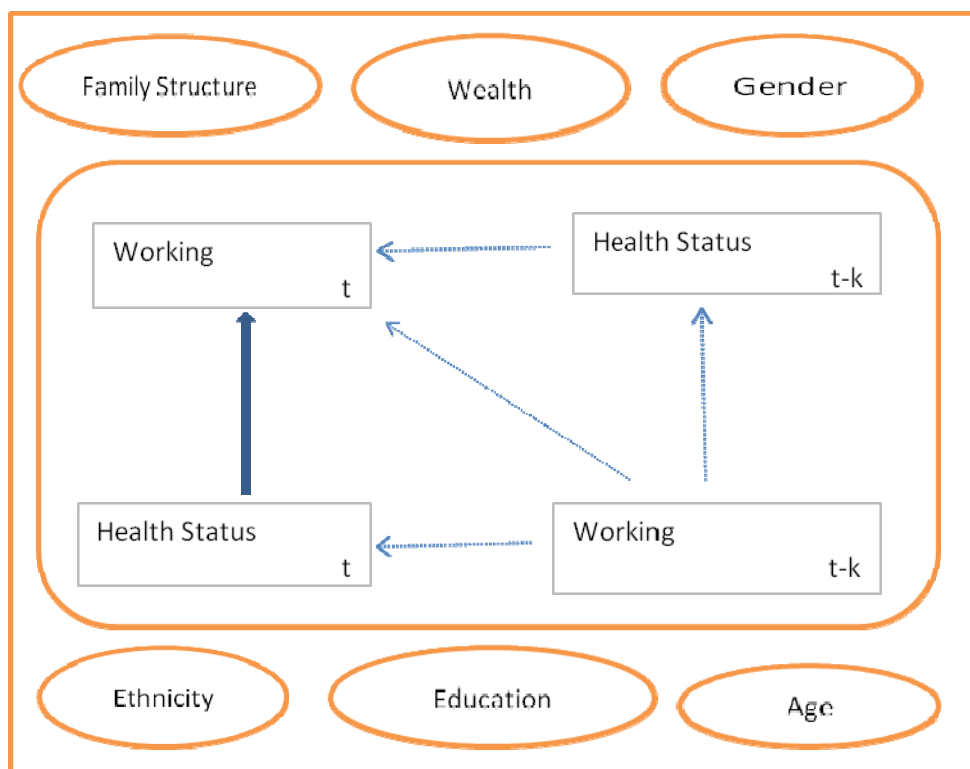 Family Structure
Wealth
Gender
Working
t
Health Status
t-k
Health Status
t
Working
t-k
Ethnicity
Education
Age